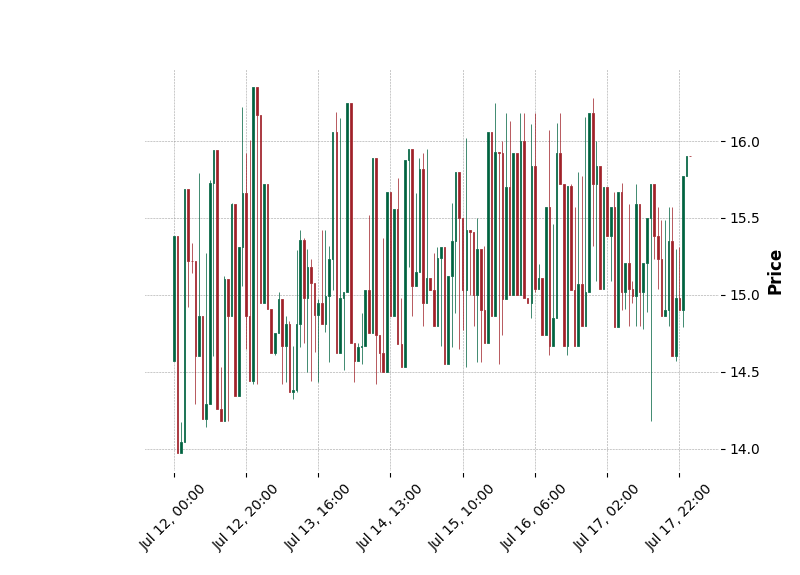 16.0
15.5
15.0
14.5
14.0
Price
Jul 12, 00:00
Jul 12, 20:00
Jul 13, 16:00
Jul 14, 13:00
Jul 15, 10:00
Jul 16, 06:00
Jul 17, 02:00
Jul 17, 22:00